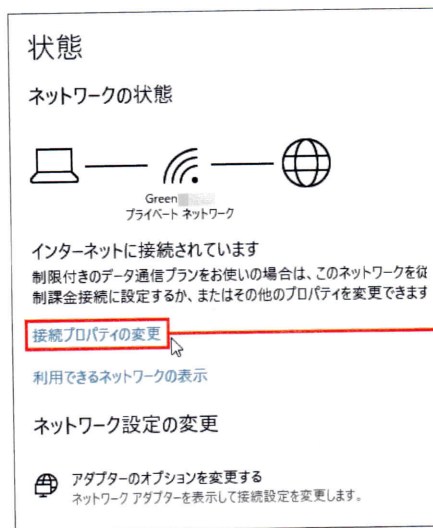 状態
ネットワークの状態
Green
プライベート ネットワーク
インターネットに接続されています
制限付きのデータ通信プランをお使いの場合は、このネットワークを従
制課金接続に設定するか、またはその他のプロパティを変更できます
接続プロパティの変更
利用できるネットワークの表示
ネットワーク設定の変更
アダプターのオプションを変更する
ネットワーク アダプターを表示して接続設定を変更します。